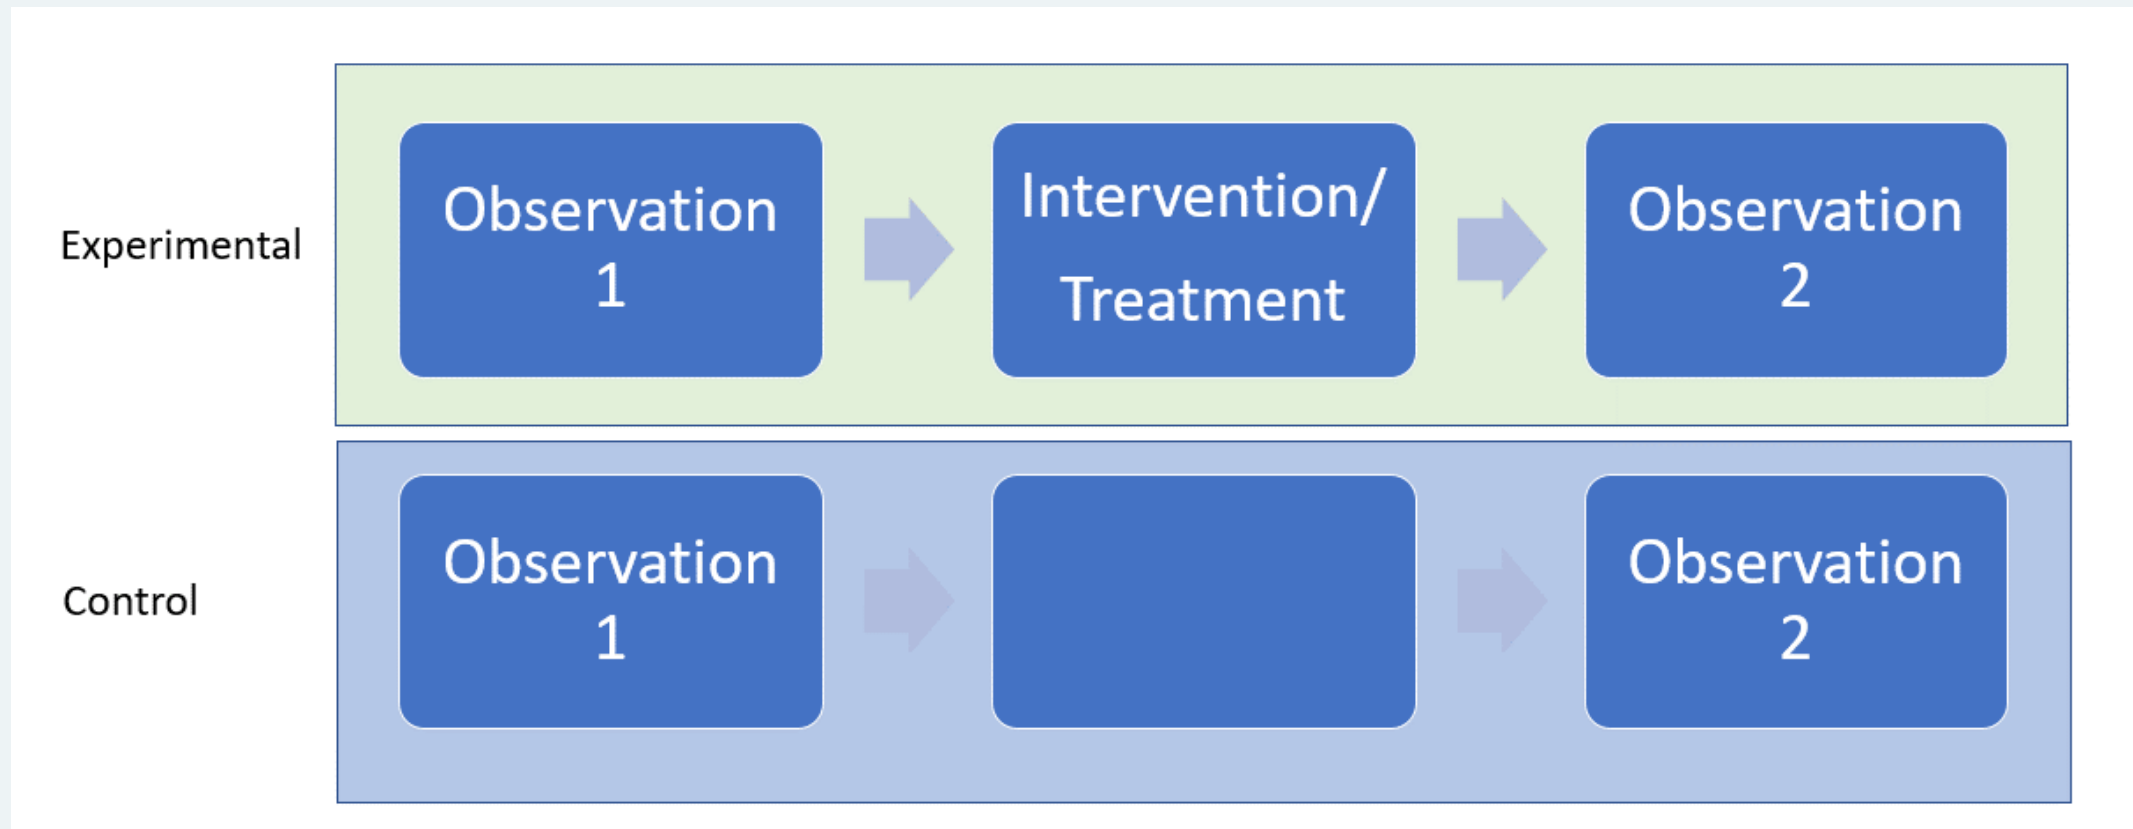 Observation
1
Intervention/
Treatment
Observation
2
Experimental
Observation
1
Observation
2
Control